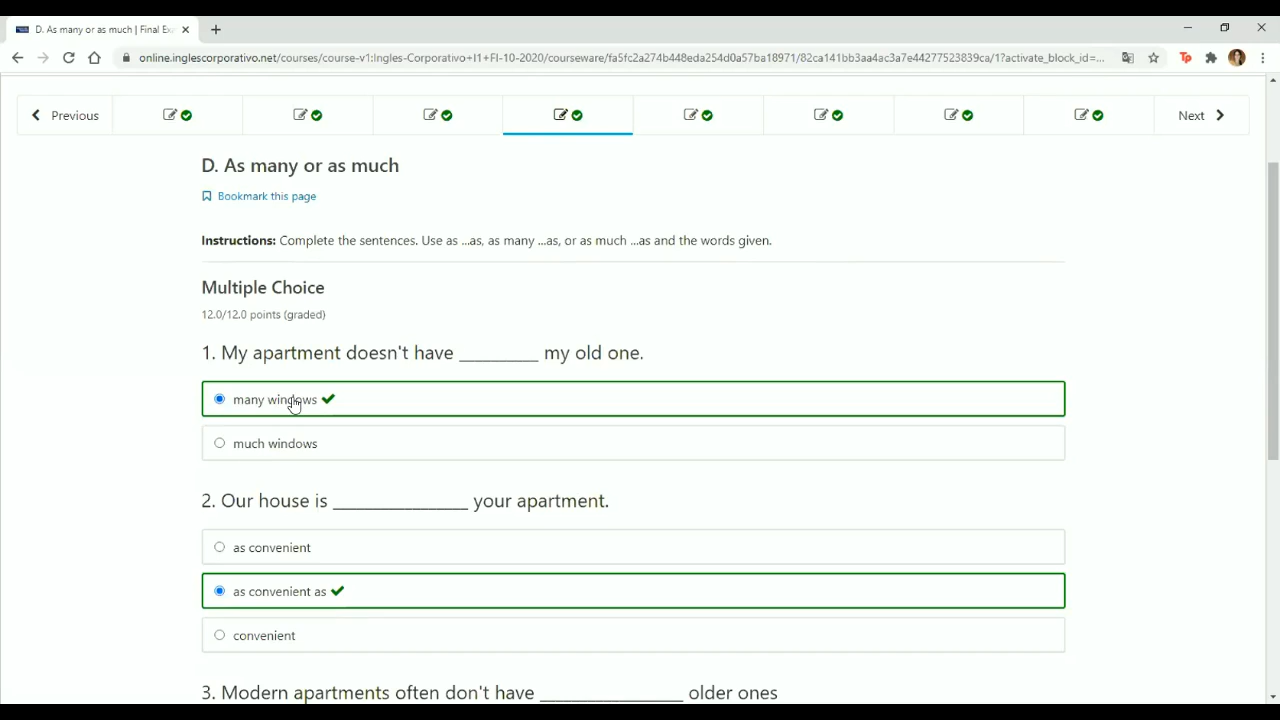 D. As many or as much | Final Ex
online.inglescorporativo.net/courses/course-v1:Ingles-Corporativo+I1+FI-10-2020/courseware/fa5fc2a274b448eda254d0a57ba18971/82ca141bb3aa4ac3a7e44277523839ca/1?activate_block_id=...
Previous
Next
D. As many or as much
Bookmark this page
Instructions: Complete the sentences. Use as ...as, as many ...as, or as much ...as and the words given.
Multiple Choice
12.0/12.0 points (graded)
1. My apartment doesn't have __________ my old one.
many windows
much windows
2. Our house is _________________ your apartment.
as convenient
as convenient as
convenient
3. Modern apartments often don't have __________________ older ones